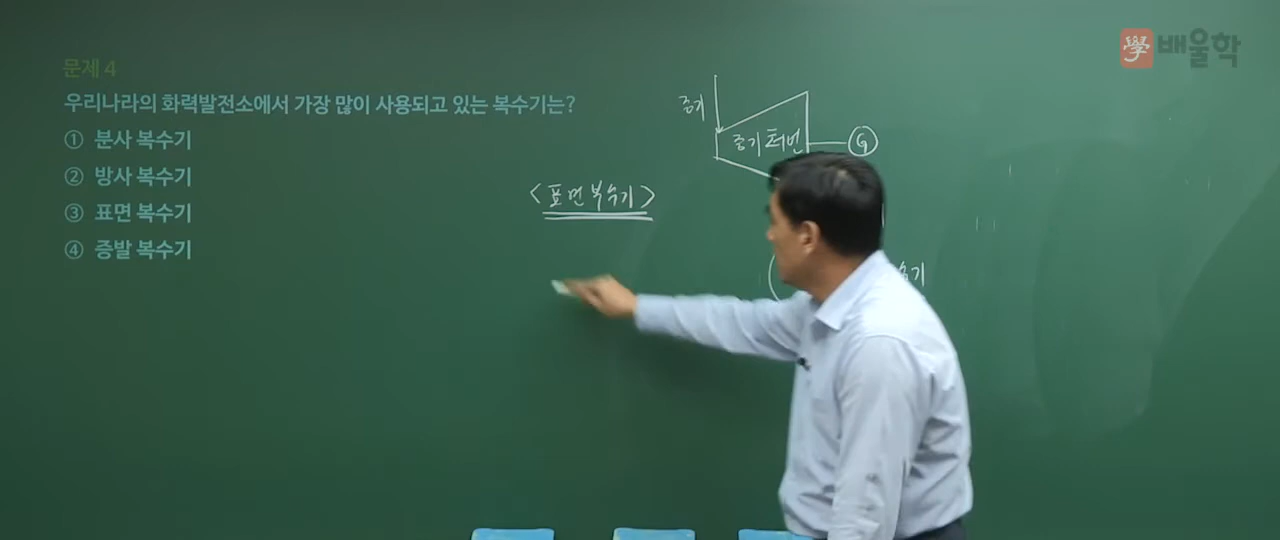 문제 4
우리나라의 화력발전소에서 가장 많이 사용되고 있는 복수기는?
① 분사 복수기
② 방사 복수기
③ 표면 복수기
④ 증발 복수기
<표면복수기>
증기
증기 터번
G
學 배울학